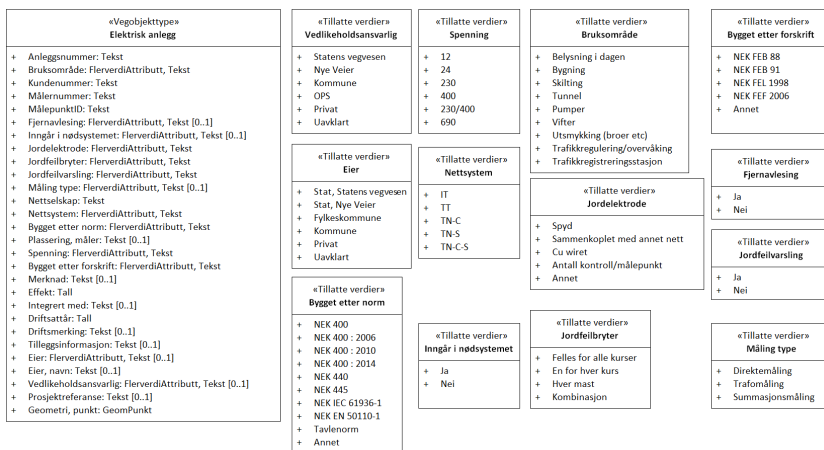 «Vegobjekttype»
Elektrisk anlegg
+ Anleggsnummer: Tekst
+ Bruksområde: FlerverdiAttributt, Tekst
+ Kundenummer: Tekst
+ Målernummer: Tekst
+ MålepunktID: Tekst
+ Fjernavlesing: FlerverdiAttributt, Tekst [0..1]
+ Inngår i nødsystemet: FlerverdiAttributt, Tekst [0..1]
+ Jordelektrode: FlerverdiAttributt, Tekst
+ Jordfeilbryter: FlerverdiAttributt, Tekst
+ Jordfeilvarsling: FlerverdiAttributt, Tekst
+ Måling type: FlerverdiAttributt, Tekst [0..1]
+ Nettselskap: Tekst
+ Nettsystem: FlerverdiAttributt, Tekst
+ Bygget etter norm: FlerverdiAttributt, Tekst
+ Plassering, måler: Tekst [0..1]
+ Spenning: FlerverdiAttributt, Tekst
+ Bygget etter forskrift: FlerverdiAttributt, Tekst
+ Merknad: Tekst [0..1]
+ Effekt: Tall
+ Integrert med: Tekst [0..1]
+ Driftsattår: Tall
+ Driftsmerking: Tekst [0..1]
+ Tilleggsinformasjon: Tekst [0..1]
+ Eier: FlerverdiAttributt, Tekst [0..1]
+ Eier, navn: Tekst [0..1]
+ Vedlikeholdsansvarlig: FlerverdiAttributt, Tekst [0..1]
+ Prosjektreferanse: Tekst [0..1]
+ Geometri, punkt: GeomPunkt
«Tillatte verdier»
Vedlikeholdsansvarlig
+ Statens vegvesen
+ Nye Veier
+ Kommune
+ OPS
+ Privat
+ Uavklart
«Tillatte verdier»
Eier
+ Stat, Statens vegvesen
+ Stat, Nye Veier
+ Fylkeskommune
+ Kommune
+ Privat
+ Uavklart
«Tillatte verdier»
Bygget etter norm
+ NEK 400
+ NEK 400 : 2006
+ NEK 400 : 2010
+ NEK 400 : 2014
+ NEK 440
+ NEK 445
+ NEK IEC 61936-1
+ NEK EN 50110-1
+ Tavlenorm
+ Annet
«Tillatte verdier»
Spenning
+ 12
+ 24
+ 230
+ 400
+ 230/400
+ 690
«Tillatte verdier»
Nettsystem
+ IT
+ TT
+ TN-C
+ TN-S
+ TN-C-S
«Tillatte verdier»
Inngår i nødsystemet
+ Ja
+ Nei
«Tillatte verdier»
Bruksområde
+ Belysning i dagen
+ Bygning
+ Skilting
+ Tunnel
+ Pumper
+ Vifter
+ Utsmykking (broer etc)
+ Trafikkregulering/overvåking
+ Trafikkregistreringsstasjon
«Tillatte verdier»
Jordelektrode
+ Spyd
+ Sammenkoplet med annet nett
+ Cu wiret
+ Antall kontroll/målepunkt
+ Annet
«Tillatte verdier»
Jordfeilbryter
+ Felles for alle kurser
+ En for hver kurs
+ Hver mast
+ Kombinasjon
«Tillatte verdier»
Bygget etter forskrift
+ NEK FEB 88
+ NEK FEB 91
+ NEK FEL 1998
+ NEK FEF 2006
+ Annet
«Tillatte verdier»
Fjernavlesing
+ Ja
+ Nei
«Tillatte verdier»
Jordfeilvarsling
+ Ja
+ Nei
«Tillatte verdier»
Måling type
+ Direktemåling
+ Trafomåling
+ Summasjonsmåling